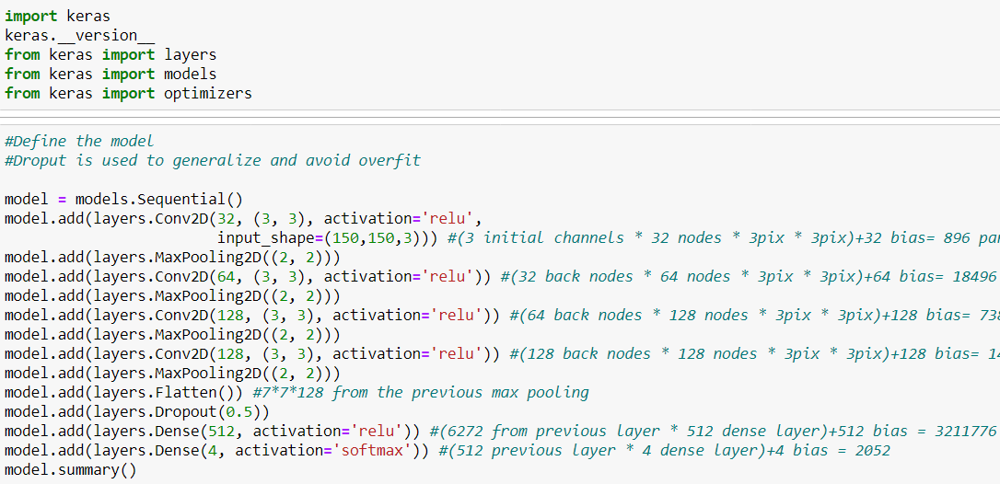 import keras
keras.__version__
from keras import layers
from keras import models
from keras import optimizers
#Define the model
#Droput is used to generalize and avoid overfit
model = models.Sequential()
model.add(layers.Conv2D(32, (3, 3), activation='relu',
input_shape=(150,150,3))) #(3 initial channels * 32 nodes * 3pix * 3pix)+32 bias= 896 par
model.add(layers.MaxPooling2D((2, 2)))
model.add(layers.Conv2D(64, (3, 3), activation='relu')) #(32 back nodes * 64 nodes * 3pix * 3pix)+64 bias= 18496
model.add(layers.MaxPooling2D((2, 2)))
model.add(layers.Conv2D(128, (3, 3), activation='relu')) #(64 back nodes * 128 nodes * 3pix * 3pix)+128 bias= 738
model.add(layers.MaxPooling2D((2, 2)))
model.add(layers.Conv2D(128, (3, 3), activation='relu')) #(128 back nodes * 128 nodes * 3pix * 3pix)+128 bias= 14
model.add(layers.MaxPooling2D((2, 2)))
model.add(layers.Flatten()) #7*7*128 from the previous max pooling
model.add(layers.Dropout(0.5))
model.add(layers.Dense(512, activation='relu')) #(6272 from previous layer * 512 dense layer)+512 bias = 3211776
model.add(layers.Dense(4, activation='softmax')) #(512 previous layer * 4 dense layer)+4 bias = 2052
model.summary()